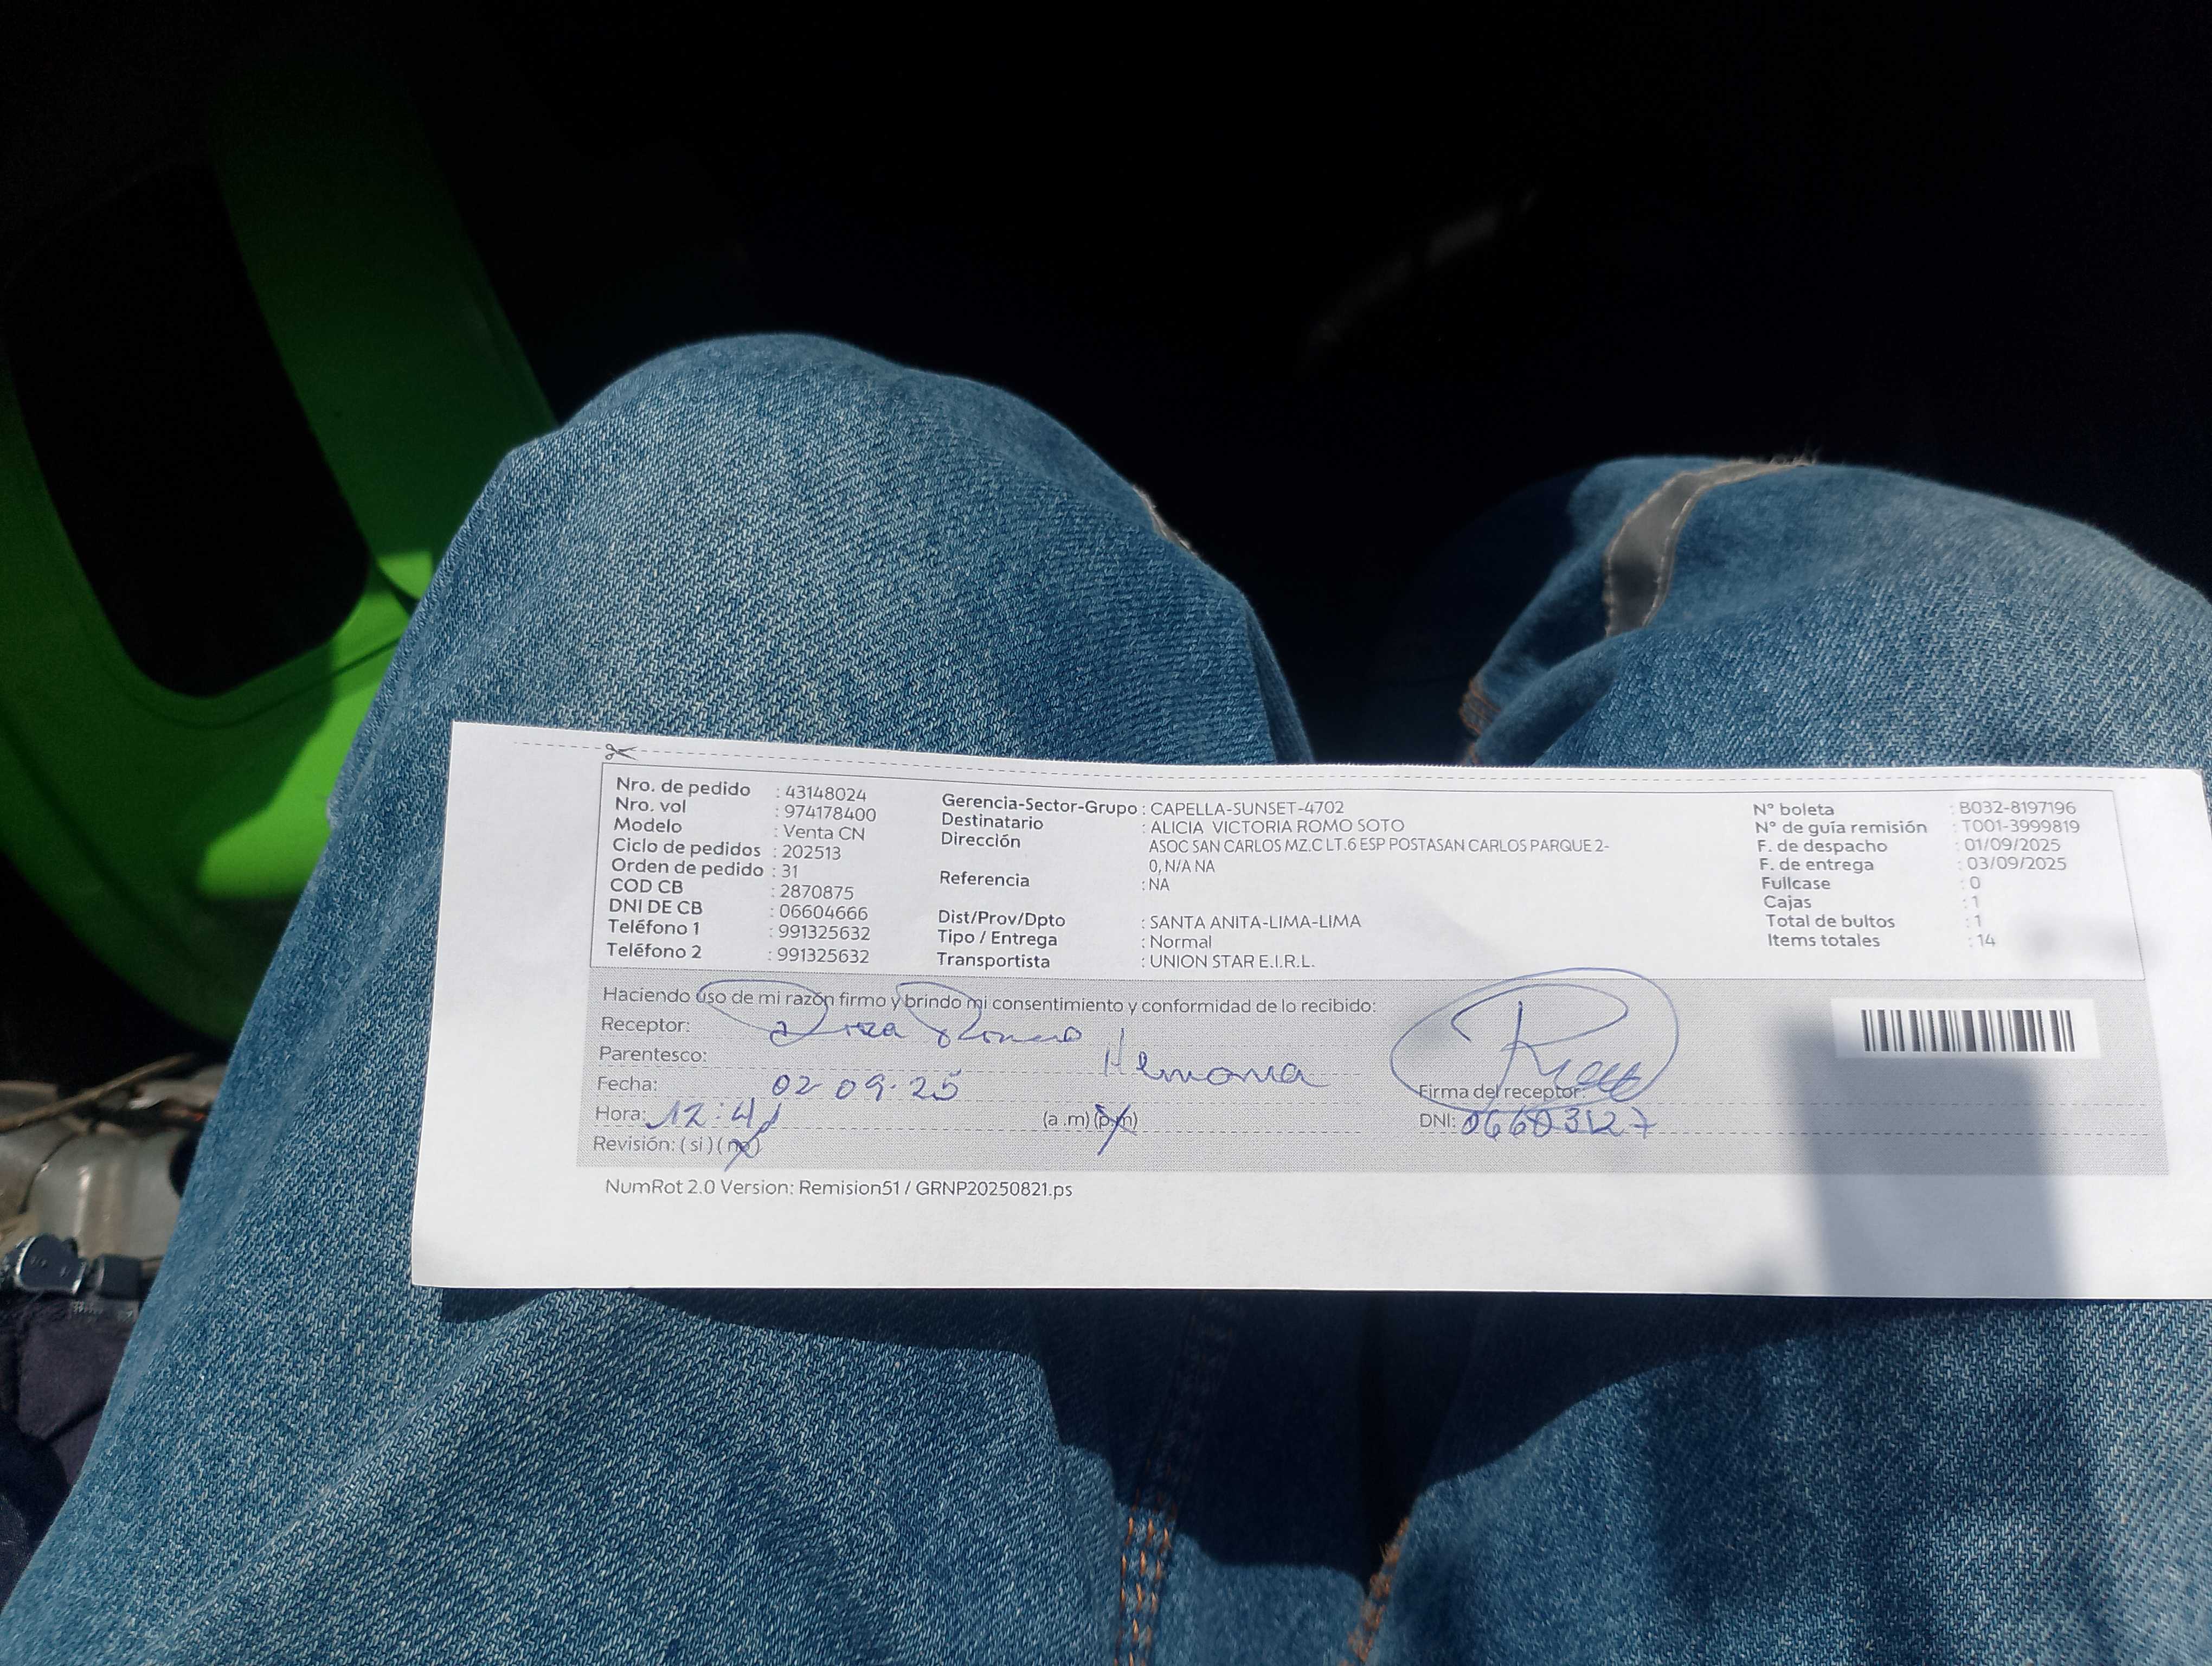 Nro. de pedido : 43148024
Nro. vol : 974178400
Modelo : Venta CN
Ciclo de pedidos : 202513
Orden de pedido : 31
COD CB : 2870875
DNI DE CB : 06604666
Teléfono 1 : 991325632
Teléfono 2 : 991325632
Gerencia-Sector-Grupo : CAPELLA-SUNSET-4702
Destinatario : ALICIA VICTORIA ROMO SOTO
Dirección ASOC SAN CARLOS MZ.C LT.6 ESP POSTASAN CARLOS PARQUE 2-
0, N/A NA
Referencia : NA
Dist/Prov/Dpto : SANTA ANITA-LIMA-LIMA
Tipo / Entrega : Normal
Transportista : UNION STAR E.I.R.L.
N° boleta : B032-8197196
N° de guía remisión : T001-3999819
F. de despacho : 01/09/2025
F. de entrega : 03/09/2025
Fullcase : 0
Cajas : 1
Total de bultos : 1
Items totales : 14
Haciendo uso de mi razón firmo y brindo mi consentimiento y conformidad de lo recibido:
Receptor:
Parentesco: Hermana
Fecha: 02-09-25
Hora: 12:41 (a.m) (p.m)
Revisión: (si) (no)
Firma del receptor:
DNI: 06603127
NumRot 2.0 Version: Remision51 / GRNP20250821.ps